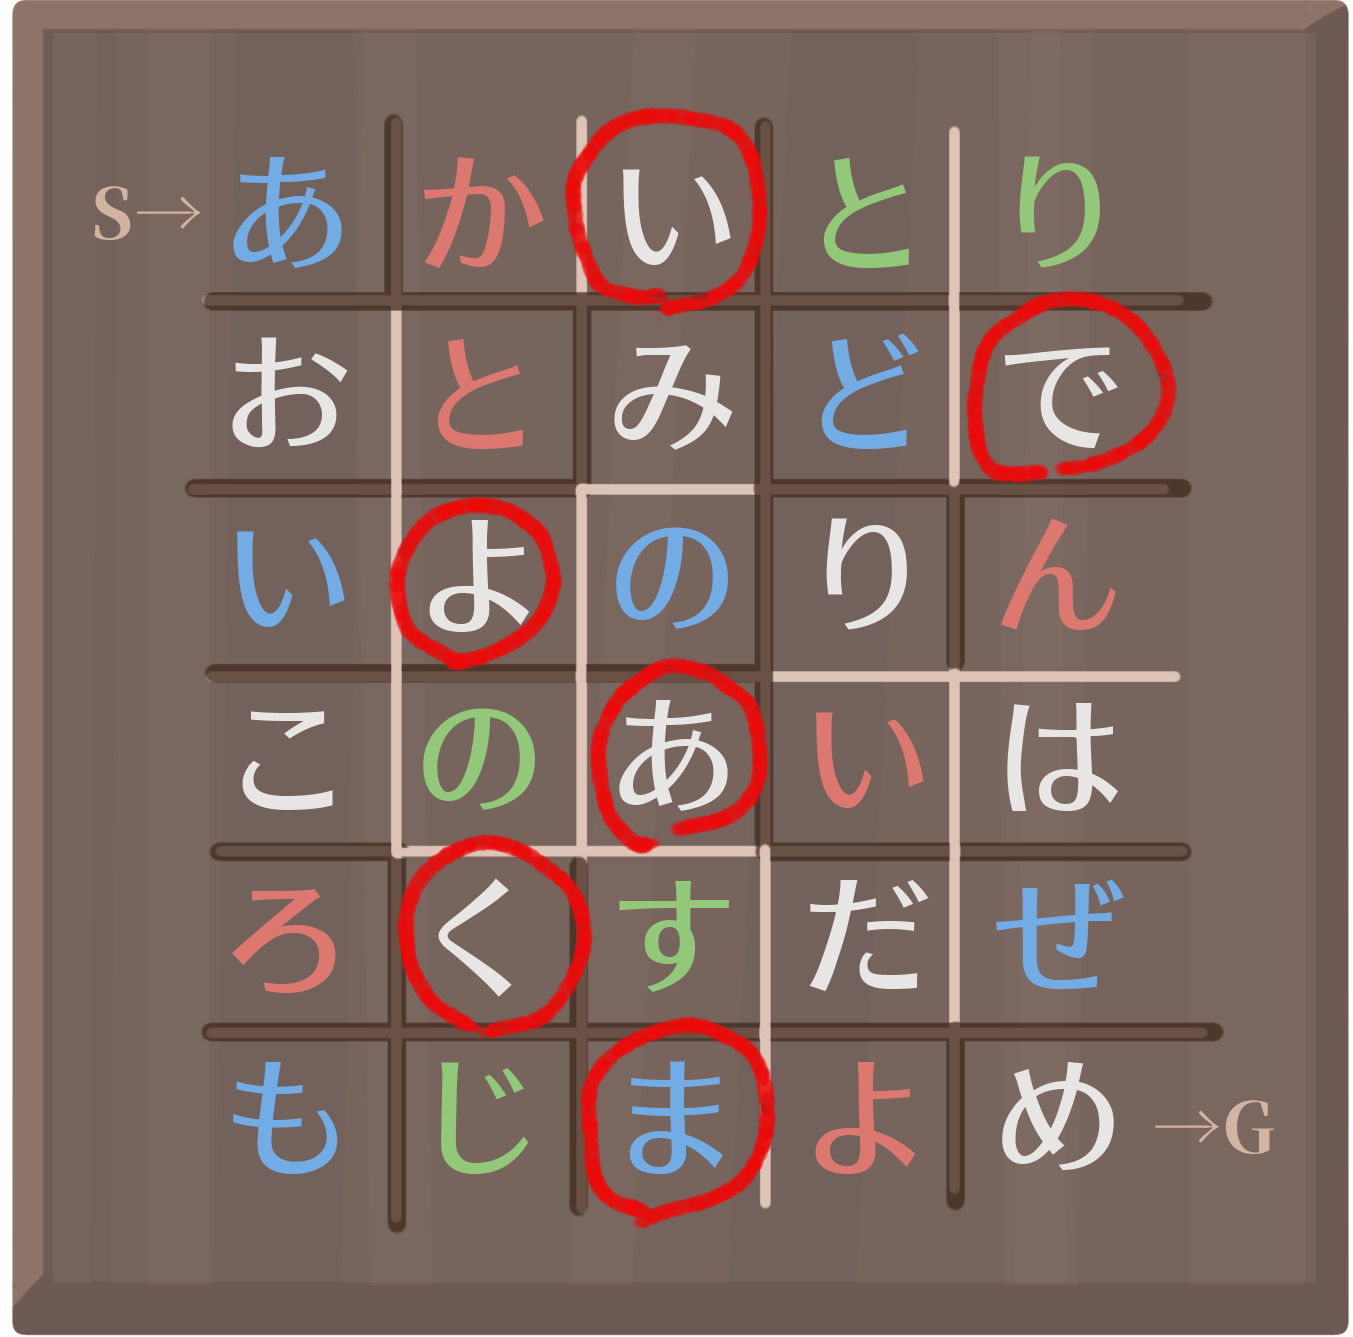 S→ あ か い と り
お と み ど で
い よ の り ん
こ の あ い は
ろ く す だ ぜ
も じ ま よ め →G